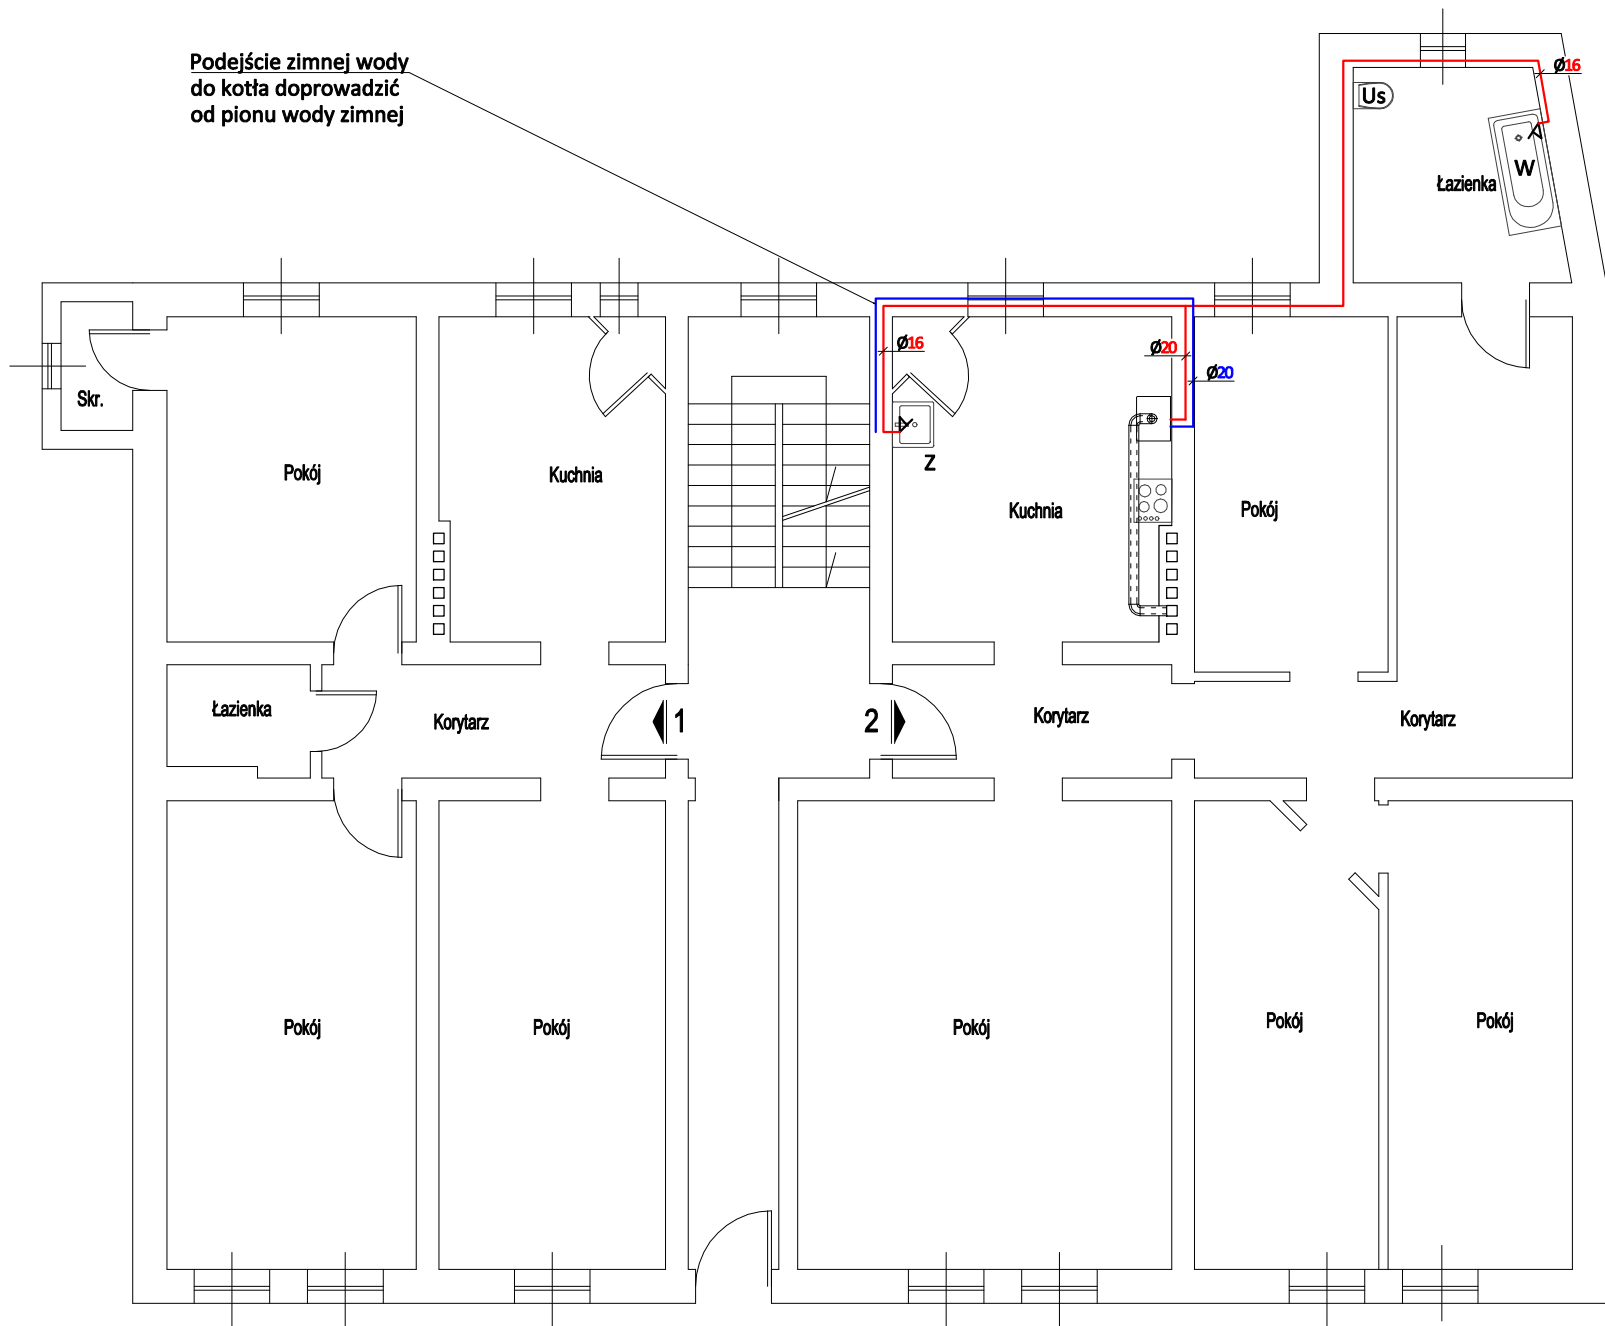 Podejście zimnej wody
do kotła doprowadzić
od pionu wody zimnej
Ø16
Us
W
Łazienka
Ø16
Ø20
Ø20
Skr.
Z
Pokój
Kuchnia
Kuchnia
Pokój
Łazienka
Korytarz
1
2
Korytarz
Korytarz
Pokój
Pokój
Pokój
Pokój
Pokój